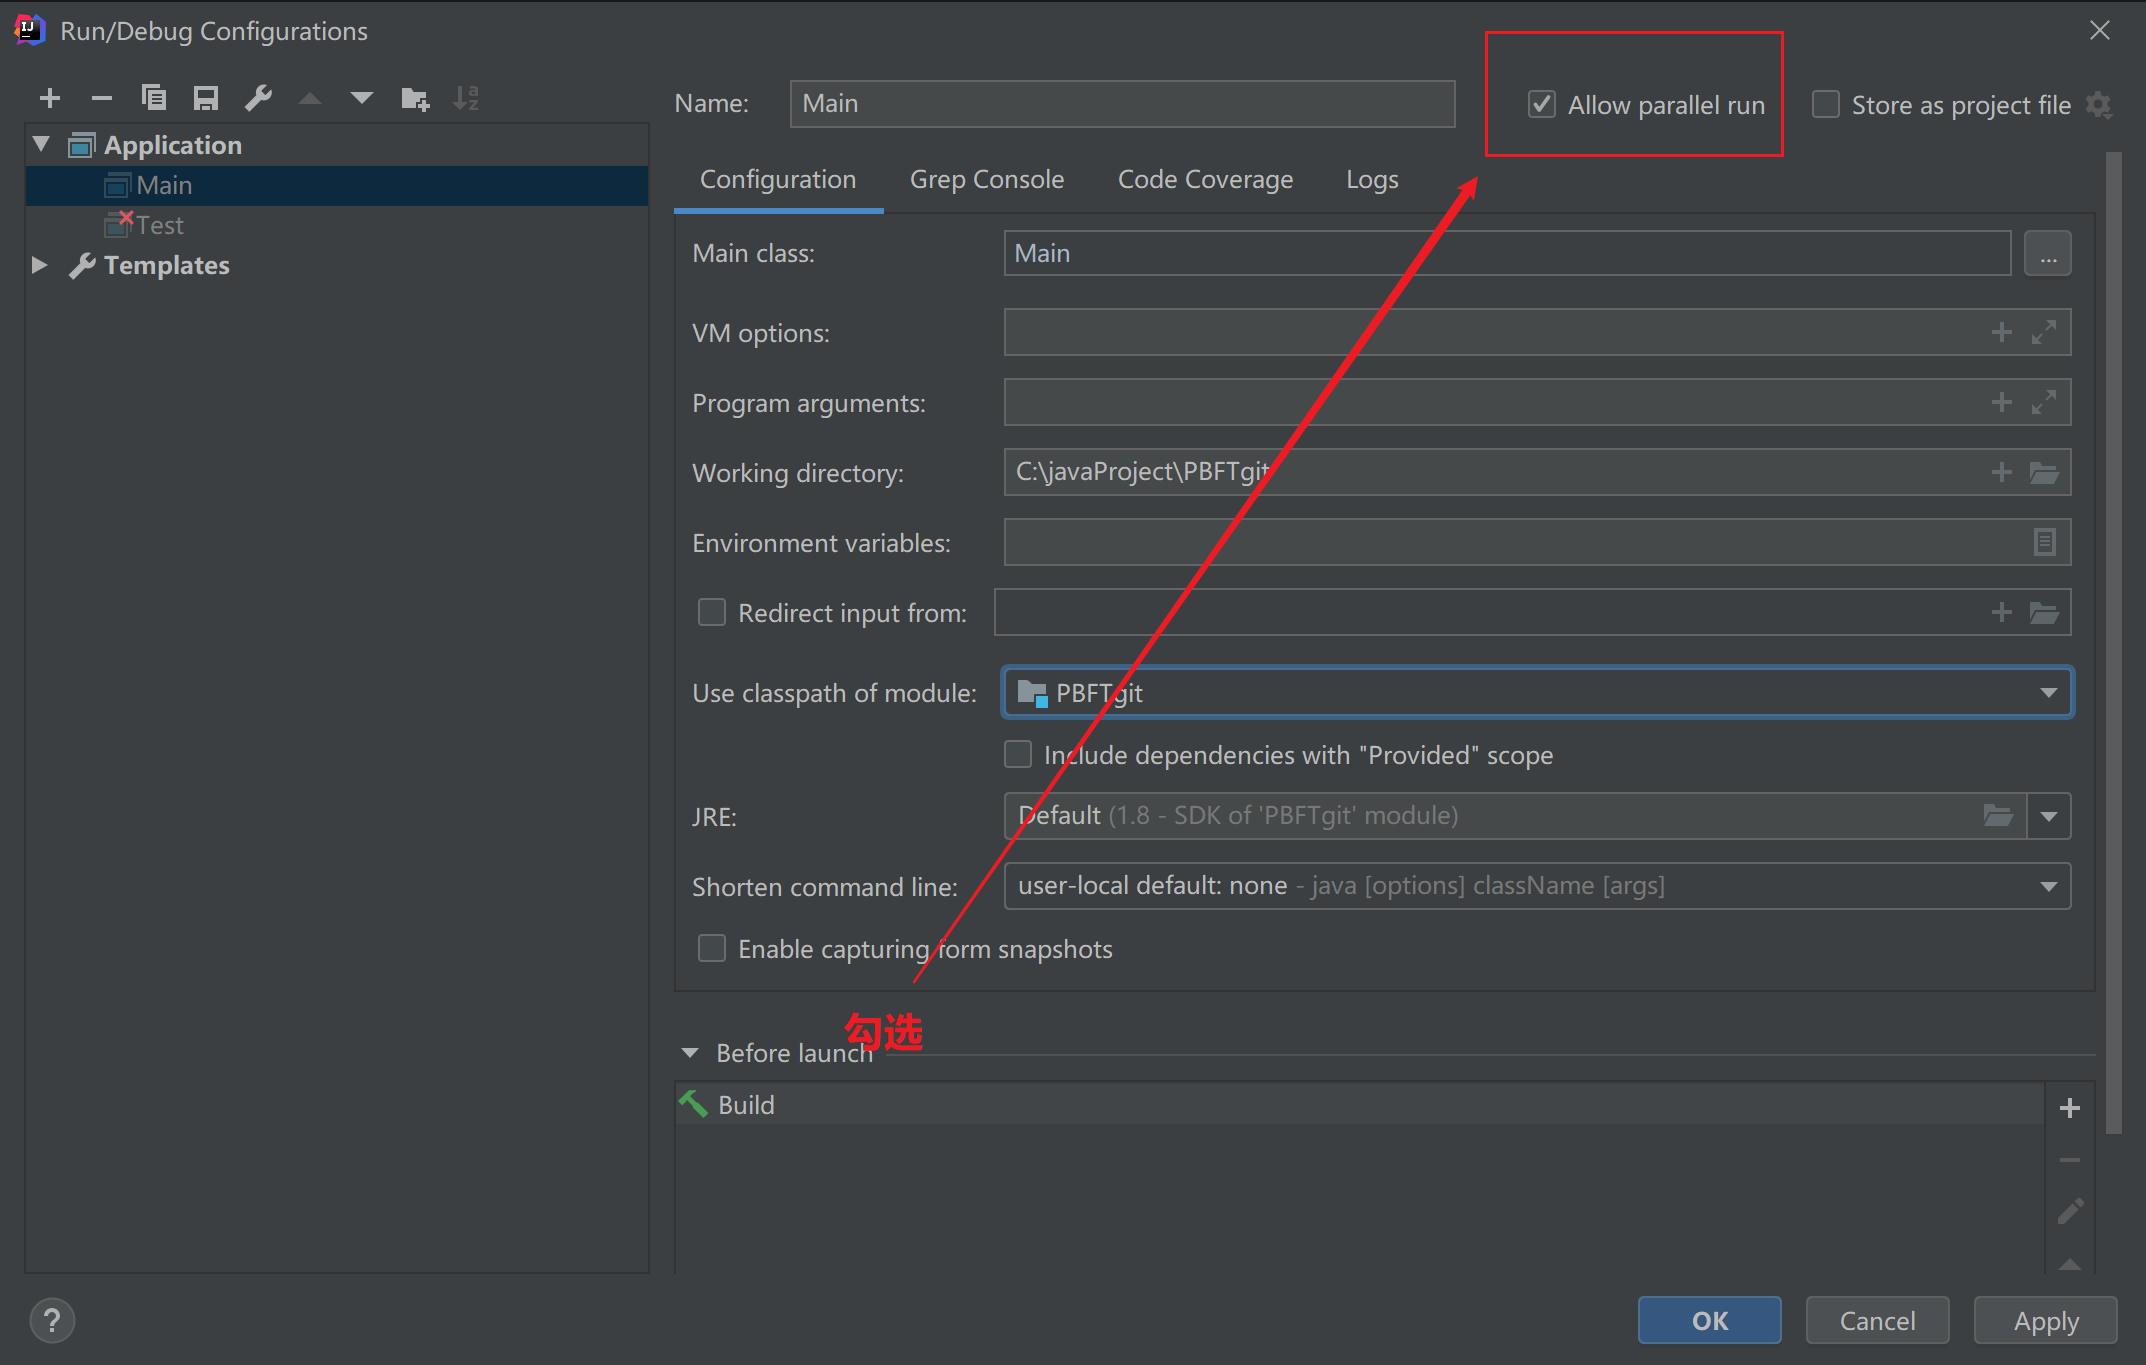 Run/Debug Configurations
Application
Main
Test
Templates
Name: Main
Allow parallel run
Store as project file
Configuration Grep Console Code Coverage Logs
Main class: Main ...
VM options:
Program arguments:
Working directory: C:\javaProject\PBFTgit
Environment variables:
Redirect input from:
Use classpath of module: PBFTgit
Include dependencies with "Provided" scope
JRE: Default (1.8 - SDK of 'PBFTgit' module)
Shorten command line: user-local default: none - java [options] className [args]
Enable capturing form snapshots
勾选
Before launch
Build
? OK Cancel Apply